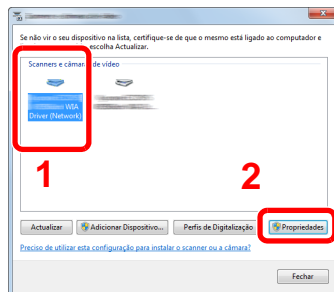 Se não vir o seu dispositivo na lista, certifique-se de que o mesmo está ligado ao computador e
escolha Actualizar.
Scanners e câmaras de vídeo
WIA
Driver (Network)
1
2
Actualizar
Adicionar Dispositivo...
Perfis de Digitalização
Propriedades
Preciso de utilizar esta configuração para instalar o scanner ou a câmara?
Fechar